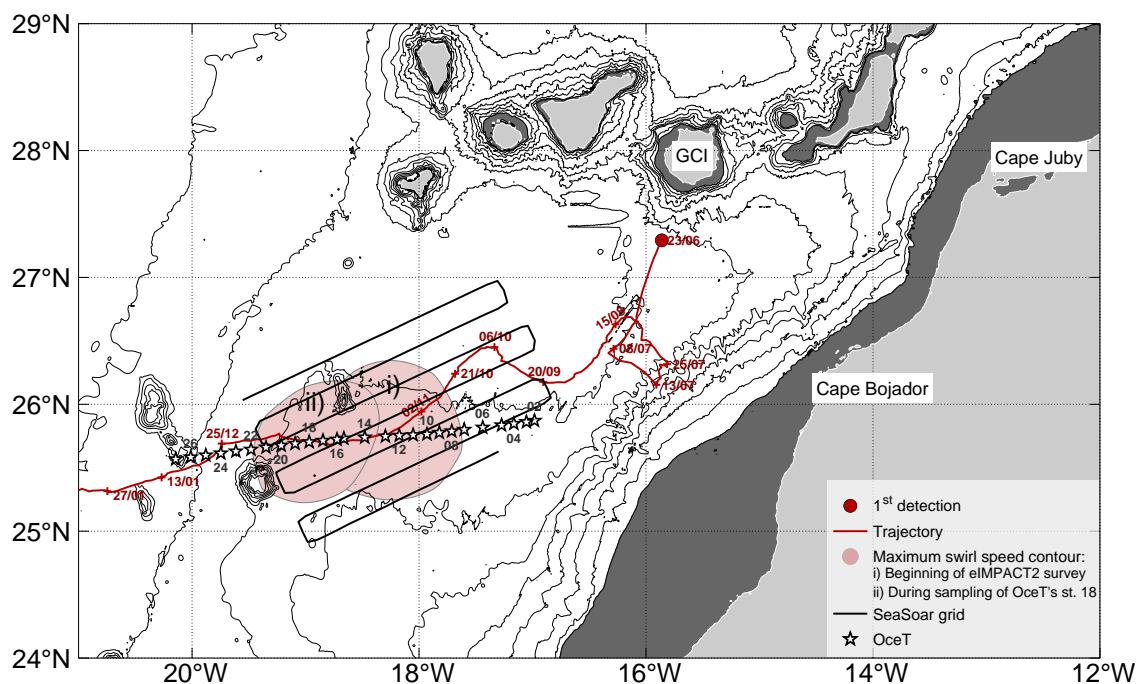 29°N
28°N
27°N
26°N
25°N
24°N
20°W
18°W
16°W
14°W
12°W
GCI
Cape Juby
Cape Bojador
23/06
15/08
08/07
25/07
13/07
06/10
20/09
21/10
02/11
25/12
13/01
27/01
i)
ii)
26
24
22
20
18
16
14
12
10
08
06
04
02
1st detection
Trajectory
Maximum swirl speed contour:
i) Beginning of eIMPACT2 survey
ii) During sampling of OceT's st. 18
SeaSoar grid
OceT